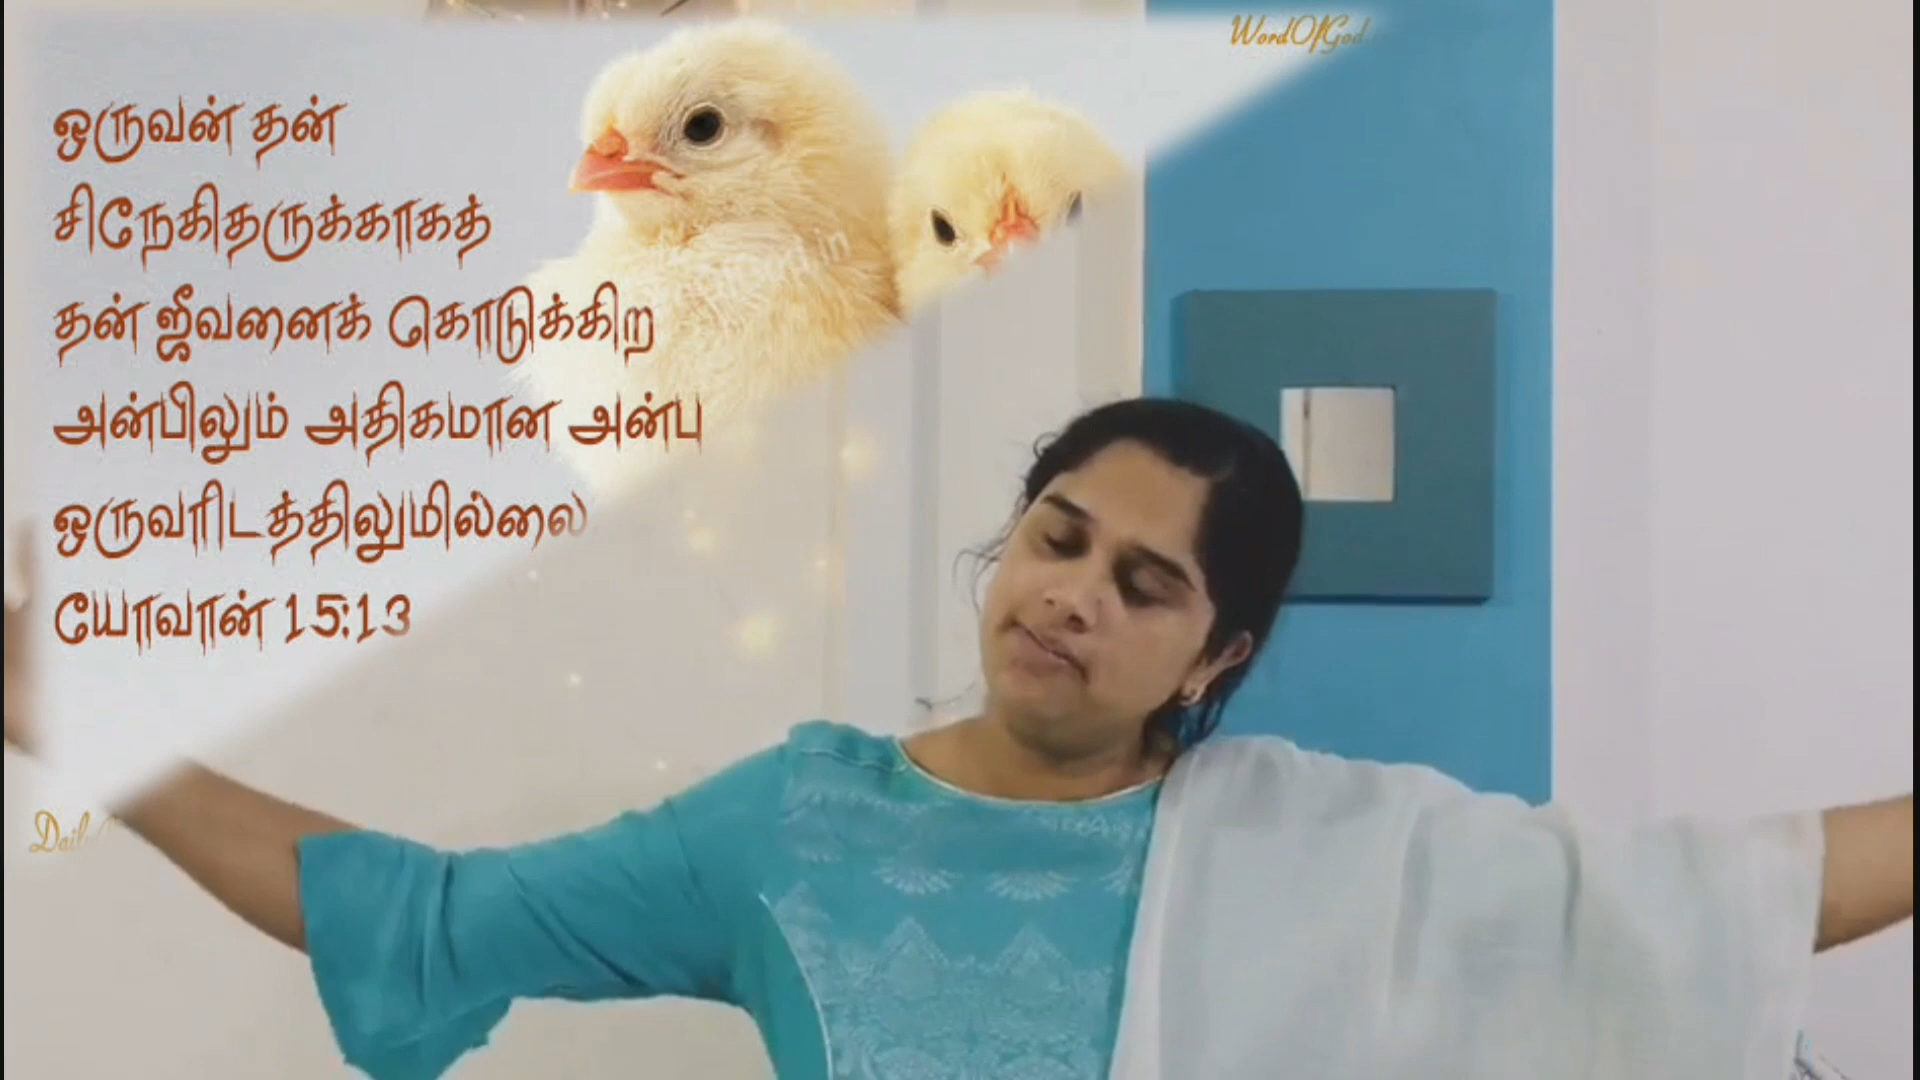 WordOfGod
ஒருவன் தன்
சிநேகிதருக்காகத்
தன் ஜீவனைக் கொடுக்கிற
அன்பிலும் அதிகமான அன்ப
ஒருவரிடத்திலுமில்லை
யோவான் 15:13